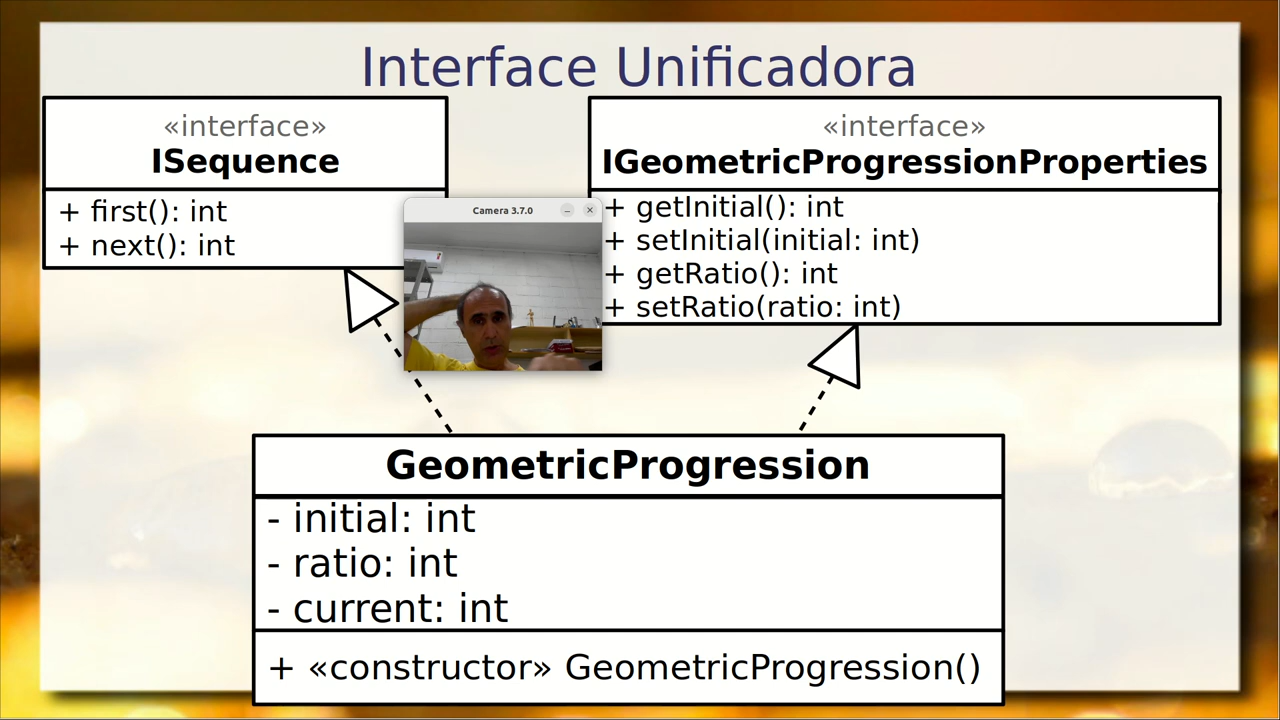 Interface Unificadora
«interface»
ISequence
+ first(): int
+ next(): int
«interface»
IGeometricProgressionProperties
+ getInitial(): int
+ setInitial(initial: int)
+ getRatio(): int
+ setRatio(ratio: int)
Camera 3.7.0
GeometricProgression
- initial: int
- ratio: int
- current: int
+ «constructor» GeometricProgression()